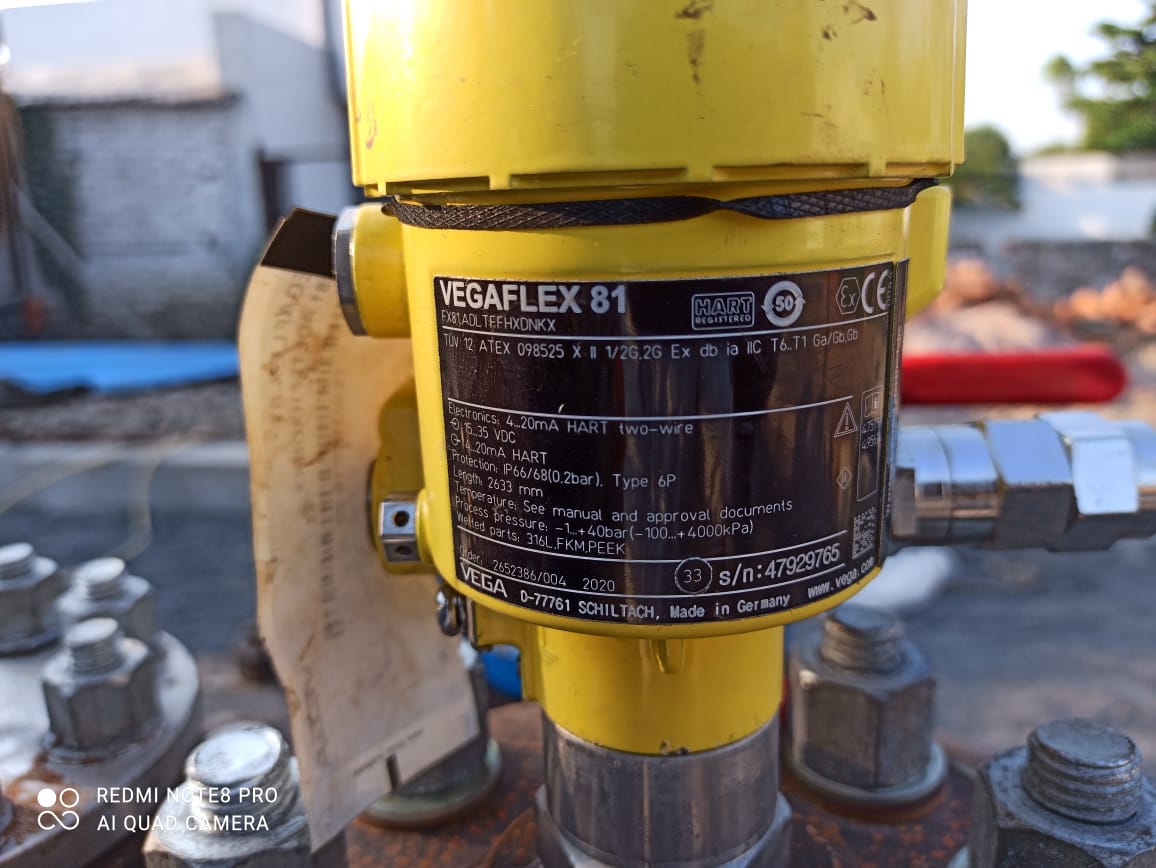 VEGAFLEX 81
HART
REGISTERED
50
Ex
CE
0044
FX81.ADLTFFHXDNKX
TÜV 12 ATEX 098525 X II 1/2G,2G Ex db ia IIC T6..T1 Ga/Gb,Gb
Electronics: 4..20mA HART two-wire
15..35 VDC
4..20mA HART
Protection: IP66/68(0,2bar). Type 6P
Length: 2633 mm
Temperature: See manual and approval documents
Process pressure: -1...+40bar(-100...+4000kPa)
Wetted parts: 316L,FKM,PEEK
Order: 2652386/004 2020
33
s/n:47929765
VEGA D-77761 SCHILTACH, Made in Germany www.vega.com
REDMI NOTE8 PRO
AI QUAD CAMERA